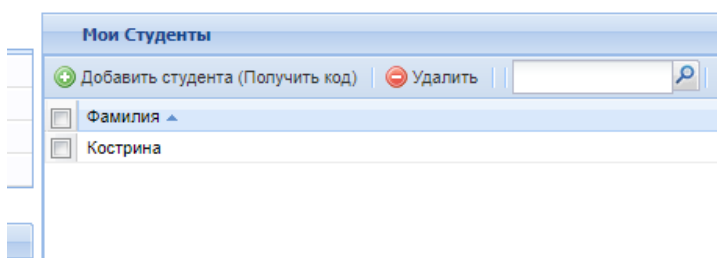 Мои Студенты
Добавить студента (Получить код) Удалить
Фамилия
Кострина